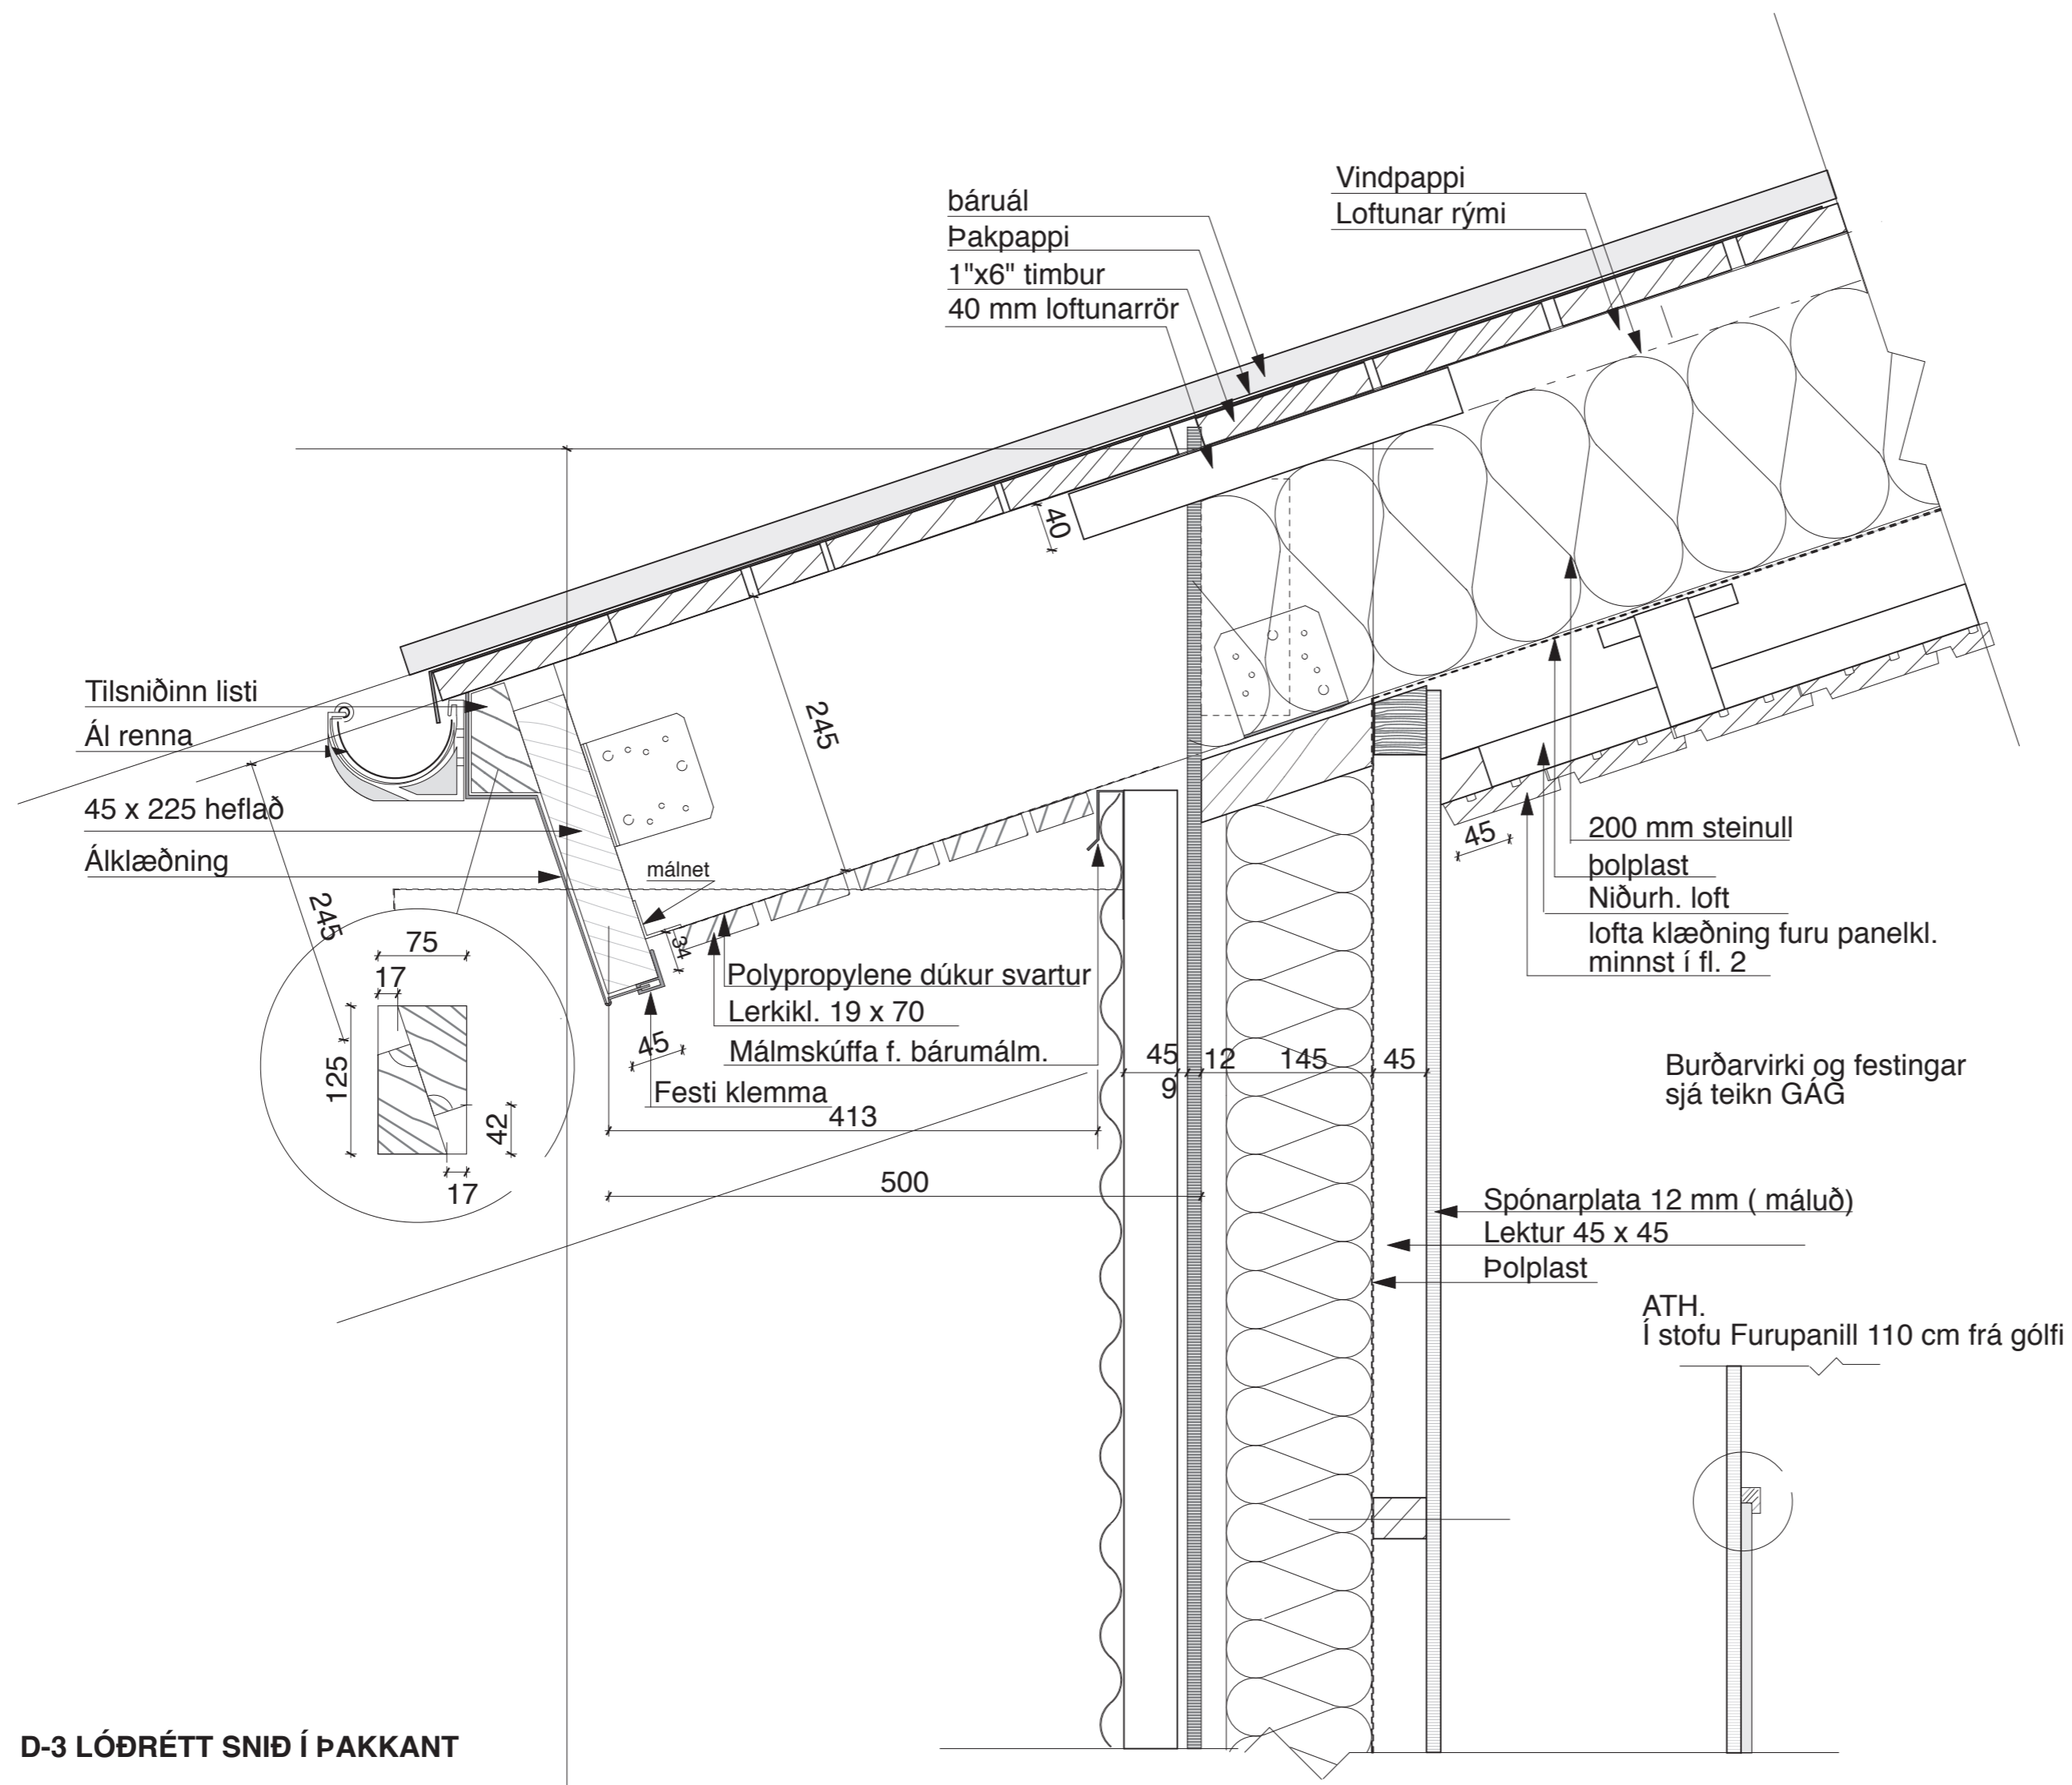 Vindpappi
Loftunar rými
báruál
Þakpappi
1"x6" timbur
40 mm loftunarrör
40
Tilsniðinn listi
Ál renna
45 x 225 heflað
Álklæðning
245
245
málnet
34
75
17
125
42
17
Polypropylene dúkur svartur
Lerkikl. 19 x 70
45
Málmskúffa f. bárumálm.
Festi klemma
413
500
45
9
12
145
45
45
200 mm steinull
þolplast
Niðurh. loft
lofta klæðning furu panelkl.
minnst í fl. 2
Burðarvirki og festingar
sjá teikn GÁG
Spónarplata 12 mm ( máluð)
Lektur 45 x 45
Þolplast
ATH.
Í stofu Furupanill 110 cm frá gólfi
D-3 LÓÐRÉTT SNIÐ Í ÞAKKANT